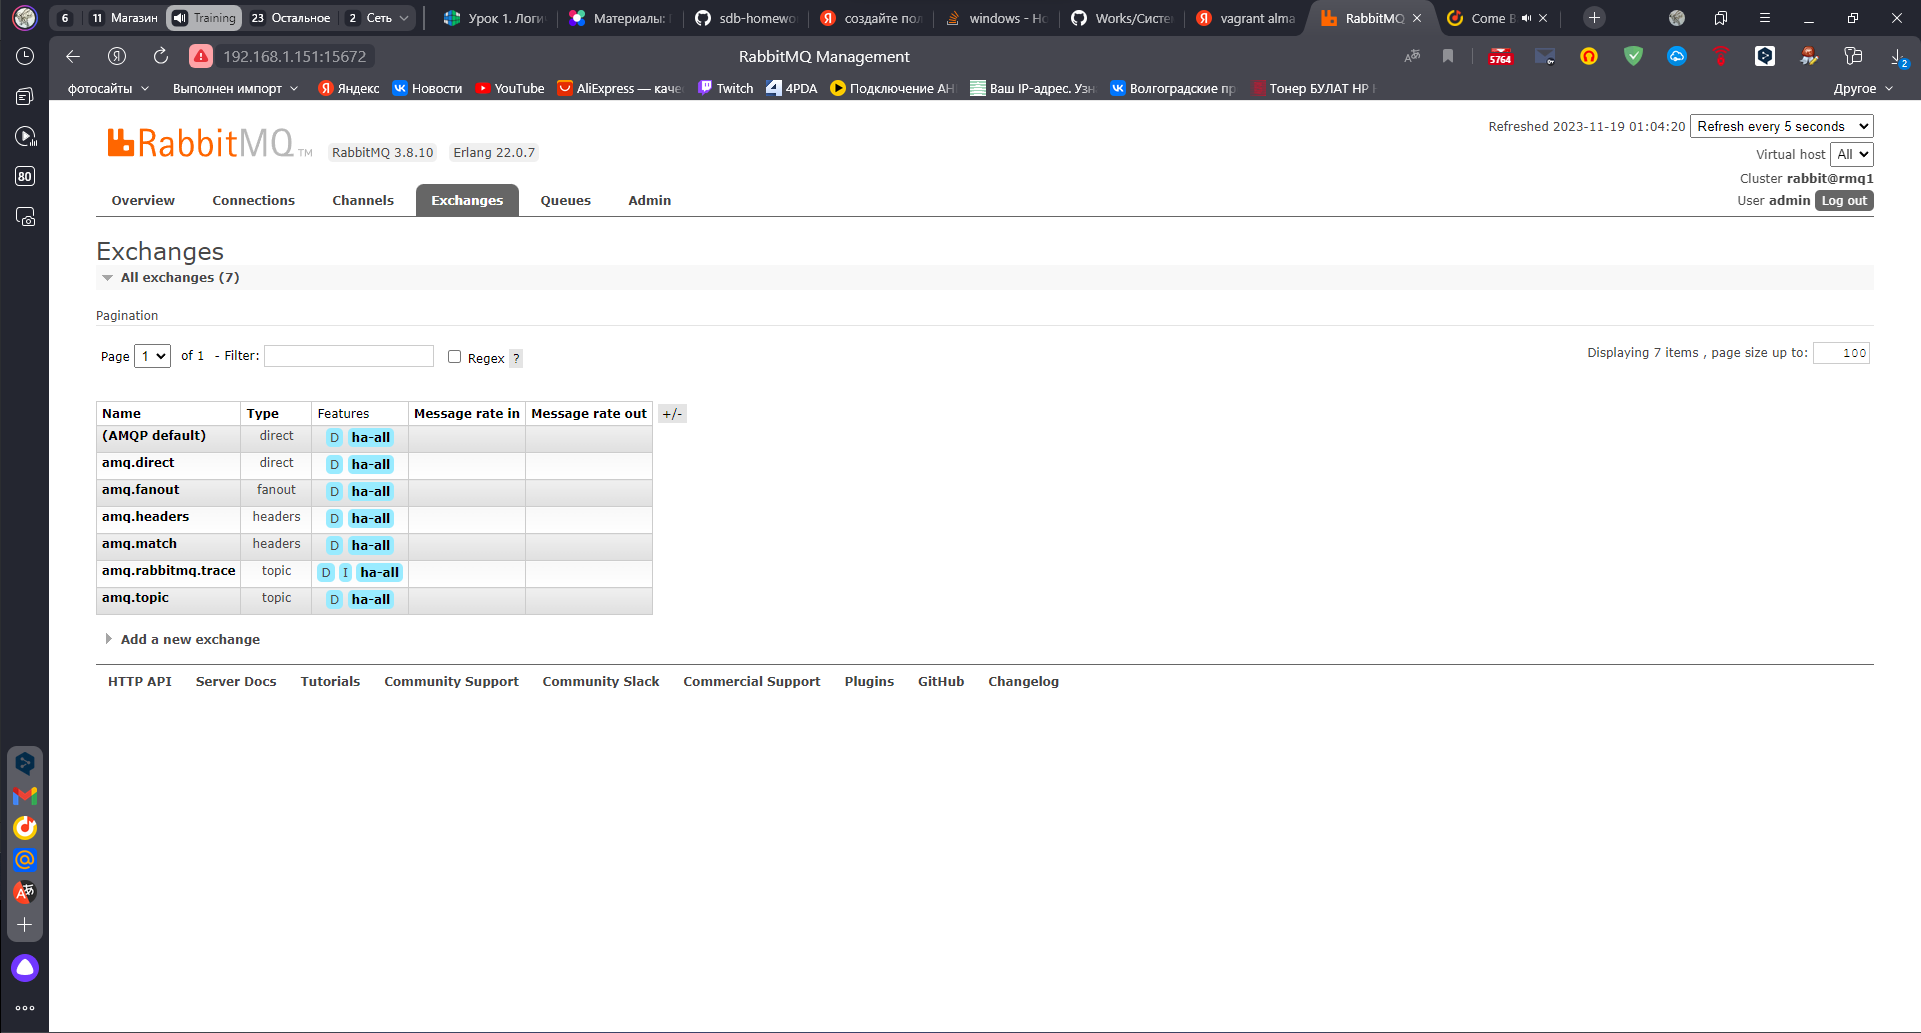 6 11 Магазин Training 23 Остальное 2 Сеть Урок 1. Логи Материалы: sdb-homewo создайте пол windows - Ho Works/Систе vagrant alma RabbitMQ Come B
192.168.1.151:15672 RabbitMQ Management 5764 2
фотосайты Выполнен импорт Яндекс Новости YouTube AliExpress — каче Twitch 4PDA Подключение АН Ваш IP-адрес. Узн Волгоградские пр Тонер БУЛАТ HP Другое
80
RabbitMQ TM RabbitMQ 3.8.10 Erlang 22.0.7
Refreshed 2023-11-19 01:04:20 Refresh every 5 seconds
Virtual host All
Cluster rabbit@rmq1
User admin Log out
Overview Connections Channels Exchanges Queues Admin
Exchanges
All exchanges (7)
Pagination
Page 1 of 1 - Filter: Regex ? Displaying 7 items , page size up to: 100
Name Type Features Message rate in Message rate out +/-
(AMQP default) direct D ha-all
amq.direct direct D ha-all
amq.fanout fanout D ha-all
amq.headers headers D ha-all
amq.match headers D ha-all
amq.rabbitmq.trace topic D I ha-all
amq.topic topic D ha-all
Add a new exchange
HTTP API Server Docs Tutorials Community Support Community Slack Commercial Support Plugins GitHub Changelog